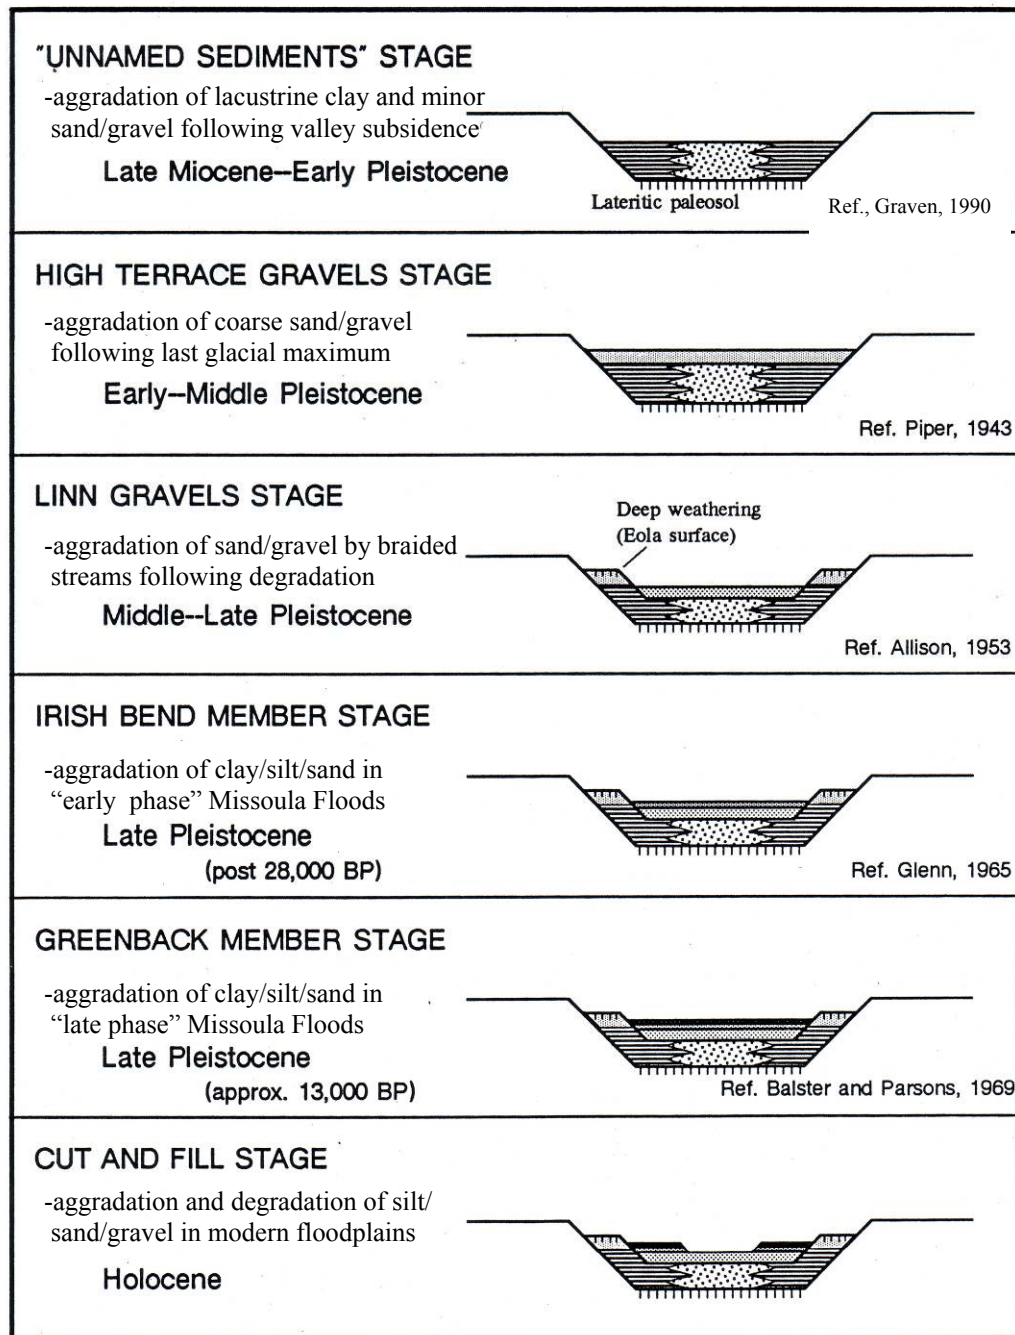 "UNNAMED SEDIMENTS" STAGE
-aggradation of lacustrine clay and minor
sand/gravel following valley subsidence
Late Miocene--Early Pleistocene
Lateritic paleosol
Ref., Graven, 1990
HIGH TERRACE GRAVELS STAGE
-aggradation of coarse sand/gravel
following last glacial maximum
Early--Middle Pleistocene
Ref. Piper, 1943
LINN GRAVELS STAGE
-aggradation of sand/gravel by braided
streams following degradation
Middle--Late Pleistocene
Deep weathering
(Eola surface)
Ref. Allison, 1953
IRISH BEND MEMBER STAGE
-aggradation of clay/silt/sand in
“early phase” Missoula Floods
Late Pleistocene
(post 28,000 BP)
Ref. Glenn, 1965
GREENBACK MEMBER STAGE
-aggradation of clay/silt/sand in
“late phase” Missoula Floods
Late Pleistocene
(approx. 13,000 BP)
Ref. Balster and Parsons, 1969
CUT AND FILL STAGE
-aggradation and degradation of silt/
sand/gravel in modern floodplains
Holocene